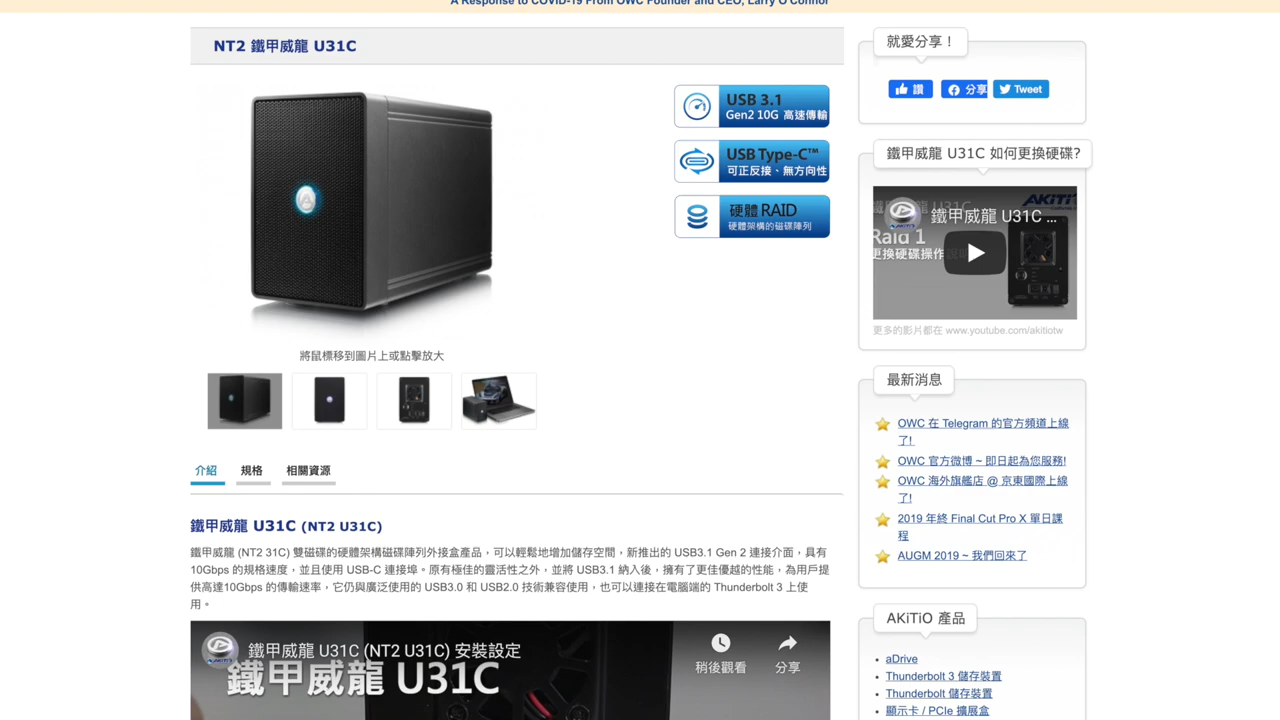 A Response to COVID-19 From OWC Founder and CEO, Larry O'Connor
NT2 鐵甲威龍 U31C
USB 3.1
Gen2 10G 高速傳輸
USB Type-C™
可正反接、無方向性
硬體 RAID
硬體架構的磁碟陣列
將鼠標移到圖片上或點擊放大
介紹
規格
相關資源
鐵甲威龍 U31C (NT2 U31C)
鐵甲威龍 (NT2 31C) 雙磁碟的硬體架構磁碟陣列外接盒產品，可以輕鬆地增加儲存空間，新推出的 USB3.1 Gen 2 連接介面，具有
10Gbps 的規格速度，並且使用 USB-C 連接埠。原有極佳的靈活性之外，並將 USB3.1 納入後，擁有了更佳優越的性能，為用戶提
供高達10Gbps 的傳輸速率，它仍與廣泛使用的 USB3.0 和 USB2.0 技術兼容使用，也可以連接在電腦端的 Thunderbolt 3 上使
用。
鐵甲威龍 U31C (NT2 U31C) 安裝設定
鐵甲威龍 U31C
稍後觀看
分享
就愛分享！
讚
分享
Tweet
鐵甲威龍 U31C 如何更換硬碟?
鐵甲威龍 U31C ...
AKiTiO
Raid 1
更換硬碟操作
更多的影片都在 www.youtube.com/akitiotw
最新消息
OWC 在 Telegram 的官方頻道上線
了!
OWC 官方微博 ~ 即日起為您服務!
OWC 海外旗艦店 @ 京東國際上線
了!
2019 年終 Final Cut Pro X 單日課
程
AUGM 2019 ~ 我們回來了
AKiTiO 產品
aDrive
Thunderbolt 3 儲存裝置
Thunderbolt 儲存裝置
顯示卡 / PCIe 擴展盒